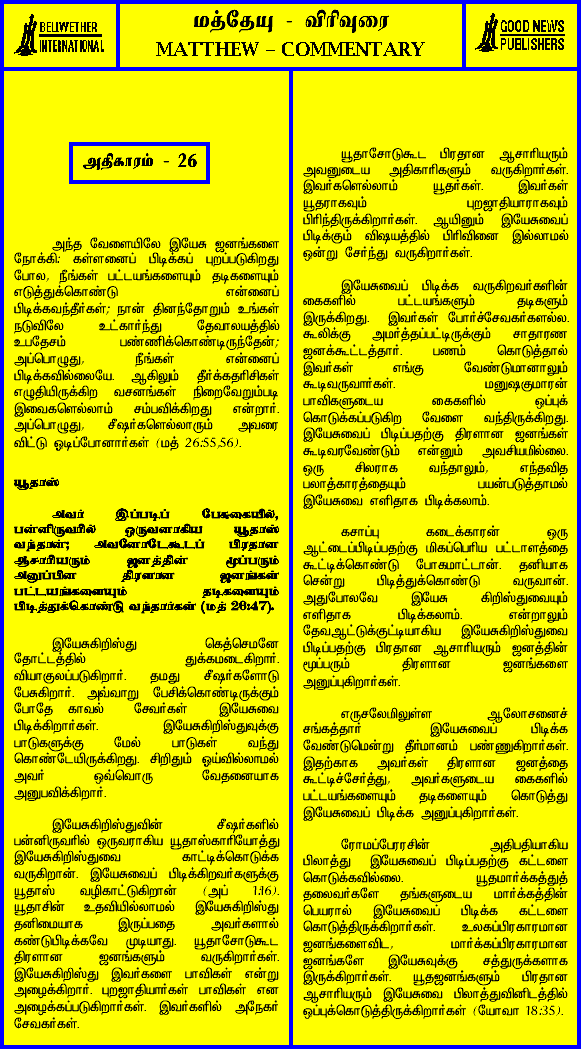 BELIWETHER
INTERNATIONAL
மத்தேயு - விரிவுரை
MATTHEW – COMMENTARY
GOOD NEWS
PUBLISHERS
அதிகாரம் - 26
அந்த வேளையிலே இயேசு ஜனங்களை
நோக்கி: கள்ளனைப் பிடிக்கப் புறப்படுகிறது
போல, நீங்கள் பட்டயங்களையும் தடிகளையும்
எடுத்துக்கொண்டு என்னைப்
பிடிக்கவந்தீர்கள்; நான் தினந்தோறும் உங்கள்
நடுவிலே உட்கார்ந்து தேவாலயத்தில்
உபதேசம் பண்ணிக்கொண்டிருந்தேன்;
அப்பொழுது, நீங்கள் என்னைப்
பிடிக்கவில்லையே. ஆகிலும் தீர்க்கதரிசிகள்
எழுதியிருக்கிற வசனங்கள் நிறைவேறும்படி
இவைகளெல்லாம் சம்பவிக்கிறது என்றார்.
அப்பொழுது, சீஷர்களெல்லாரும் அவரை
விட்டு ஓடிப்போனார்கள் (மத் 26:55,56).
யூதாஸ்
அவர் இப்படிப் பேசுகையில்,
பன்னிருவரில் ஒருவனாகிய யூதாஸ்
வந்தான்; அவனோடேகூடப் பிரதான
ஆசாரியரும் ஜனத்தின் மூப்பரும்
அனுப்பின திரளான ஜனங்கள்
பட்டயங்களையும் தடிகளையும்
பிடித்துக்கொண்டு வந்தார்கள் (மத் 26:47).
இயேசுகிறிஸ்து கெத்செமனே
தோட்டத்தில் துக்கமடைகிறார்.
வியாகுலப்படுகிறார். தமது சீஷர்களோடு
பேசுகிறார். அவ்வாறு பேசிக்கொண்டிருக்கும்
போதே காவல் சேவர்கள் இயேசுவை
பிடிக்கிறார்கள். இயேசுகிறிஸ்துவுக்கு
பாடுகளுக்கு மேல் பாடுகள் வந்து
கொண்டேயிருக்கிறது. சிறிதும் ஓய்வில்லாமல்
அவர் ஒவ்வொரு வேதனையாக
அனுபவிக்கிறார்.
இயேசுகிறிஸ்துவின் சீஷர்களில்
பன்னிருவரில் ஒருவராகிய யூதாஸ்காரியோத்து
இயேசுகிறிஸ்துவை காட்டிக்கொடுக்க
வருகிறான். இயேசுவைப் பிடிக்கிறவர்களுக்கு
யூதாஸ் வழிகாட்டுகிறான் (அப் 1:16).
யூதாசின் உதவியில்லாமல் இயேசுகிறிஸ்து
தனிமையாக இருப்பதை அவர்களால்
கண்டுபிடிக்கவே முடியாது. யூதாசோடுகூட
திரளான ஜனங்களும் வருகிறார்கள்.
இயேசுகிறிஸ்து இவர்களை பாவிகள் என்று
அழைக்கிறார். புறஜாதியார்கள் பாவிகள் என
அழைக்கப்படுகிறார்கள். இவர்களில் அநேகர்
சேவகர்கள்.
யூதாசோடுகூட பிரதான ஆசாரியரும்
அவனுடைய அதிகாரிகளும் வருகிறார்கள்.
இவர்களெல்லாம் யூதர்கள். இவர்கள்
யூதராகவும் புறஜாதியாராகவும்
பிரிந்திருக்கிறார்கள். ஆயினும் இயேசுவைப்
பிடிக்கும் விஷயத்தில் பிரிவினை இல்லாமல்
ஒன்று சேர்ந்து வருகிறார்கள்.
இயேசுவைப் பிடிக்க வருகிறவர்களின்
கைகளில் பட்டயங்களும் தடிகளும்
இருக்கிறது. இவர்கள் போர்ச்சேவகர்களல்ல.
கூலிக்கு அமர்த்தப்பட்டிருக்கும் சாதாரண
ஜனக்கூட்டத்தார். பணம் கொடுத்தால்
இவர்கள் எங்கு வேண்டுமானாலும்
கூடிவருவார்கள். மனுஷகுமாரன்
பாவிகளுடைய கைகளில் ஒப்புக்
கொடுக்கப்படுகிற வேளை வந்திருக்கிறது.
இயேசுவைப் பிடிப்பதற்கு திரளான ஜனங்கள்
கூடிவரவேண்டும் என்னும் அவசியமில்லை.
ஒரு சிலராக வந்தாலும், எந்தவித
பலாத்காரத்தையும் பயன்படுத்தாமல்
இயேசுவை எளிதாக பிடிக்கலாம்.
கசாப்பு கடைக்காரன் ஒரு
ஆட்டைப்பிடிப்பதற்கு மிகப்பெரிய பட்டாளத்தை
கூட்டிக்கொண்டு போகமாட்டான். தனியாக
சென்று பிடித்துக்கொண்டு வருவான்.
அதுபோலவே இயேசு கிறிஸ்துவையும்
எளிதாக பிடிக்கலாம். என்றாலும்
தேவஆட்டுக்குட்டியாகிய இயேசுகிறிஸ்துவை
பிடிப்பதற்கு பிரதான ஆசாரியரும் ஜனத்தின்
மூப்பரும் திரளான ஜனங்களை
அனுப்புகிறார்கள்.
எருசலேமிலுள்ள ஆலோசனைச்
சங்கத்தார் இயேசுவைப் பிடிக்க
வேண்டுமென்று தீர்மானம் பண்ணுகிறார்கள்.
இதற்காக அவர்கள் திரளான ஜனத்தை
கூட்டிச்சேர்த்து, அவர்களுடைய கைகளில்
பட்டயங்களையும் தடிகளையும் கொடுத்து
இயேசுவைப் பிடிக்க அனுப்புகிறார்கள்.
ரோமப்பேரரசின் அதிபதியாகிய
பிலாத்து இயேசுவைப் பிடிப்பதற்கு கட்டளை
கொடுக்கவில்லை. யூதமார்க்கத்துத்
தலைவர்களே தங்களுடைய மார்க்கத்தின்
பெயரால் இயேசுவைப் பிடிக்க கட்டளை
கொடுத்திருக்கிறார்கள். உலகப்பிரகாரமான
ஜனங்களைவிட, மார்க்கப்பிரகாரமான
ஜனங்களே இயேசுவுக்கு சத்துருக்களாக
இருக்கிறார்கள். யூதஜனங்களும் பிரதான
ஆசாரியரும் இயேசுவை பிலாத்துவினிடத்தில்
ஒப்புக்கொடுத்திருக்கிறார்கள் (யோவா 18:35).